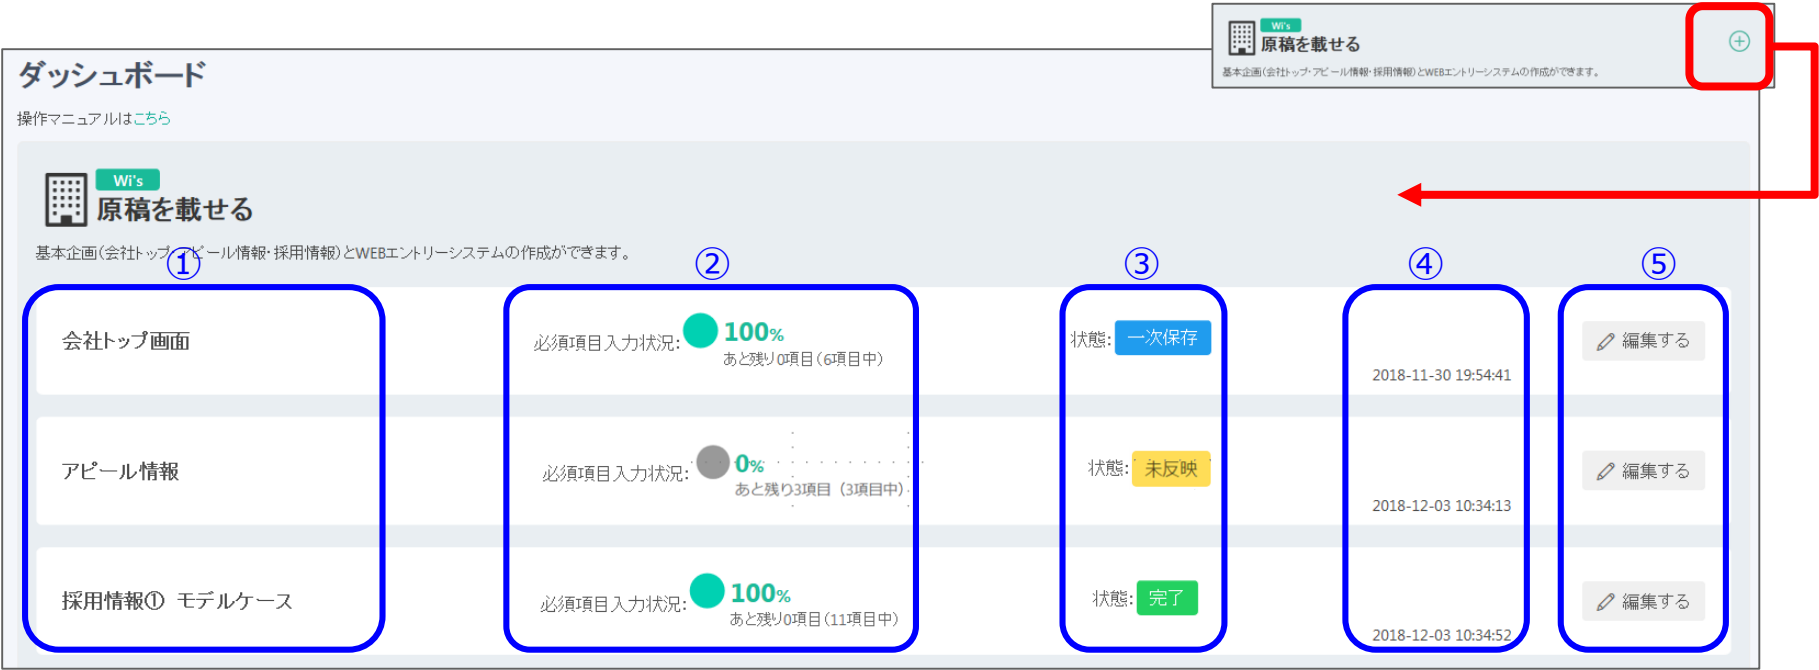 Wi's
原稿を載せる
基本企画(会社トップ・アピール情報・採用情報)とWEBエントリーシステムの作成ができます。
ダッシュボード
操作マニュアルはこちら
Wi's
原稿を載せる
基本企画(会社トップ・アピール情報・採用情報)とWEBエントリーシステムの作成ができます。
① ② ③ ④ ⑤
会社トップ画面 必須項目入力状況: 100% 状態: 一次保存 編集する
あと残り0項目(6項目中)
2018-11-30 19:54:41
アピール情報 必須項目入力状況: 0% 状態: 未反映 編集する
あと残り3項目 (3項目中)
2018-12-03 10:34:13
採用情報① モデルケース 必須項目入力状況: 100% 状態: 完了 編集する
あと残り0項目(11項目中)
2018-12-03 10:34:52